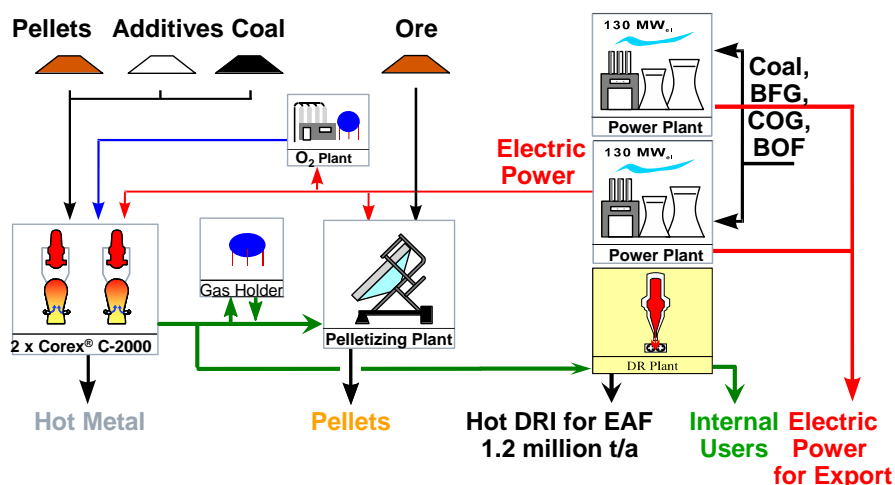 Pellets Additives Coal Ore
130 MWel
Power Plant
Coal,
BFG,
COG,
BOF
O2 Plant
Electric
Power
130 MWel
Power Plant
Gas Holder
2 x Corex® C-2000
Pelletizing Plant
DR Plant
Hot Metal
Pellets
Hot DRI for EAF
1.2 million t/a
Internal
Users
Electric
Power
for Export